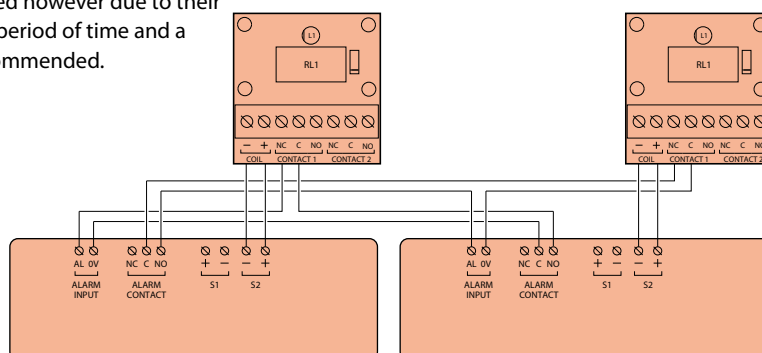 ed however due to their
period of time and a
ommended.
L1
RL1
− + NC C NO NC C NO
COIL CONTACT 1 CONTACT 2
L1
RL1
− + NC C NO NC C NO
COIL CONTACT 1 CONTACT 2
AL 0V NC C NO + − − +
ALARM INPUT ALARM CONTACT S1 S2
AL 0V NC C NO + − − +
ALARM INPUT ALARM CONTACT S1 S2